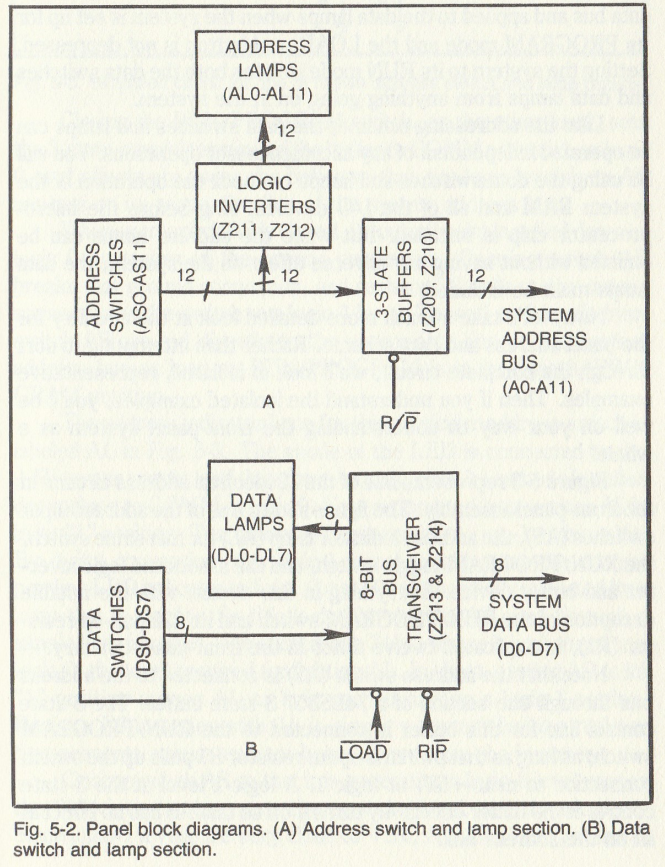 ADDRESS
LAMPS
(AL0-AL11)
12
LOGIC
INVERTERS
(Z211, Z212)
ADDRESS
SWITCHES
(ASO-AS11)
12
12
3-STATE
BUFFERS
(Z209, Z210)
12
SYSTEM
ADDRESS
BUS
(A0-A11)
R/P̅
A
DATA
LAMPS
(DL0-DL7)
8
8-BIT
BUS
TRANSCEIVER
(Z213 & Z214)
DATA
SWITCHES
(DS0-DS7)
8
8
SYSTEM
DATA BUS
(D0-D7)
LOAD
RIP
B
Fig. 5-2. Panel block diagrams. (A) Address switch and lamp section. (B) Data
switch and lamp section.